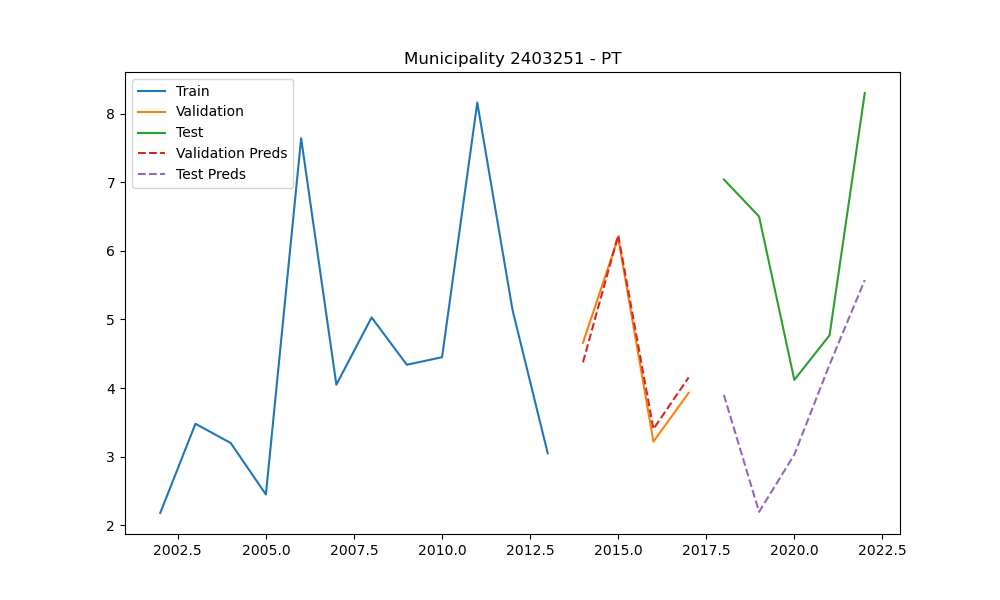 Municipality 2403251 - PT
Train
Validation
Test
Validation Preds
Test Preds
8
7
6
5
4
3
2
2002.5 2005.0 2007.5 2010.0 2012.5 2015.0 2017.5 2020.0 2022.5